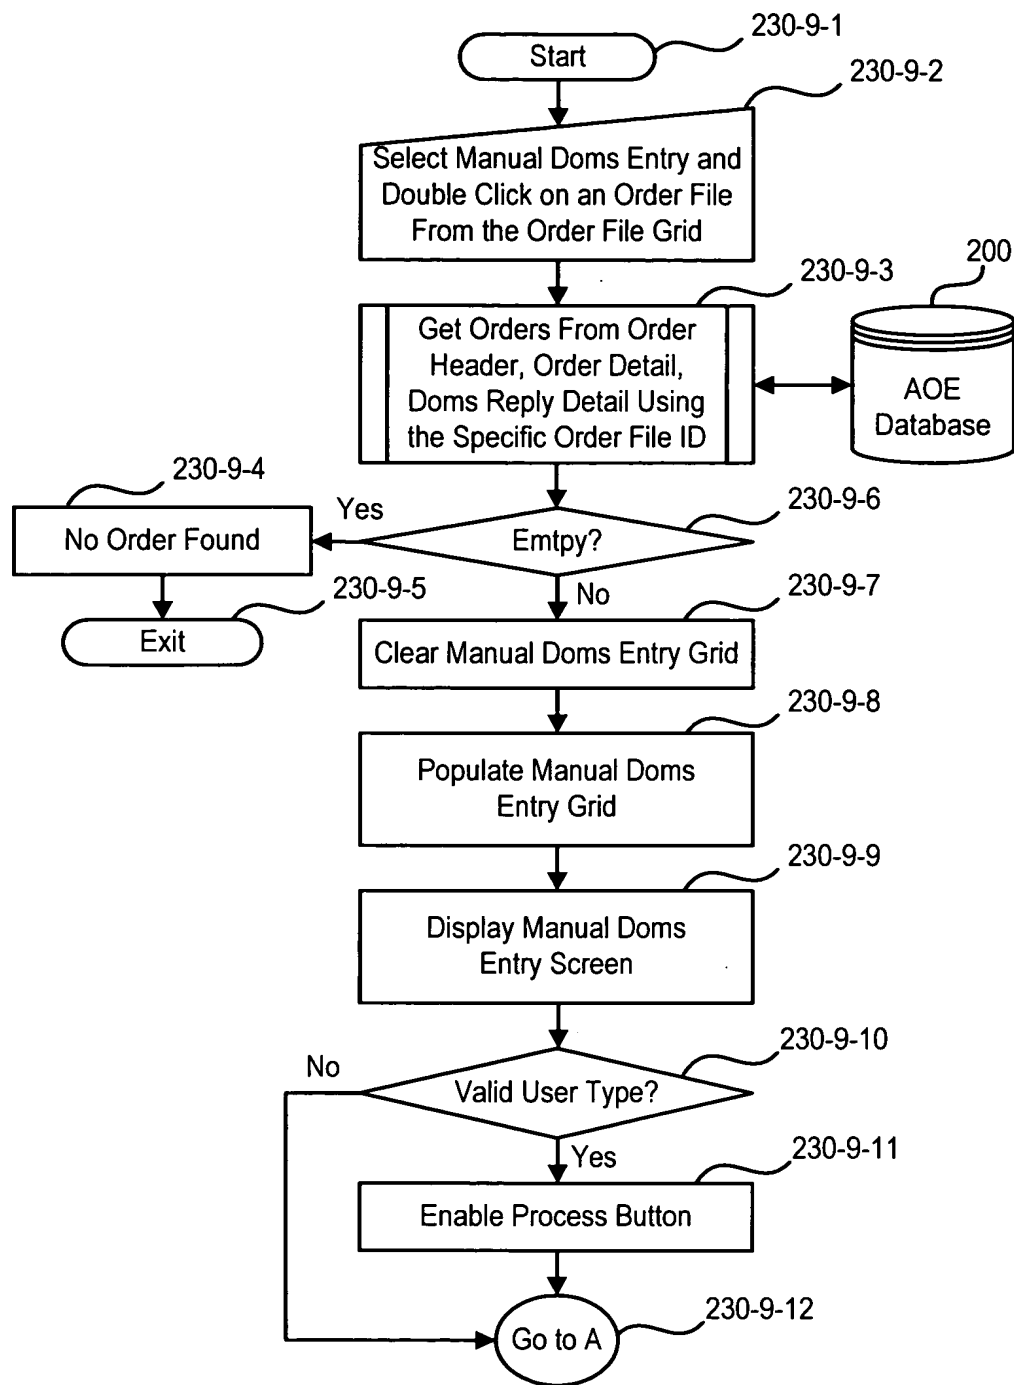 230-9-1
Start
230-9-2
Select Manual Doms Entry and
Double Click on an Order File
From the Order File Grid
230-9-3
200
Get Orders From Order
Header, Order Detail,
Doms Reply Detail Using
the Specific Order File ID
AOE
Database
230-9-4
Yes
230-9-6
No Order Found
Emtpy?
230-9-5
No
230-9-7
Exit
Clear Manual Doms Entry Grid
230-9-8
Populate Manual Doms
Entry Grid
230-9-9
Display Manual Doms
Entry Screen
230-9-10
No
Valid User Type?
Yes
230-9-11
Enable Process Button
230-9-12
Go to A